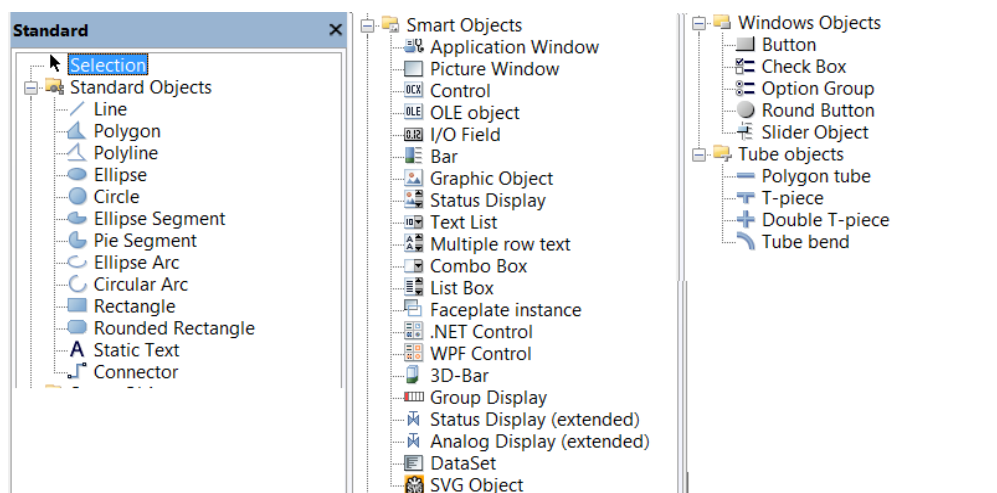 Standard
Selection
Standard Objects
Line
Polygon
Polyline
Ellipse
Circle
Ellipse Segment
Pie Segment
Ellipse Arc
Circular Arc
Rectangle
Rounded Rectangle
Static Text
Connector
Smart Objects
Application Window
Picture Window
OCX Control
OLE OLE object
0.12 I/O Field
Bar
Graphic Object
Status Display
Text List
Multiple row text
Combo Box
List Box
Faceplate instance
.NET Control
WPF Control
3D-Bar
Group Display
Status Display (extended)
Analog Display (extended)
DataSet
SVG Object
Windows Objects
Button
Check Box
Option Group
Round Button
Slider Object
Tube objects
Polygon tube
T-piece
Double T-piece
Tube bend